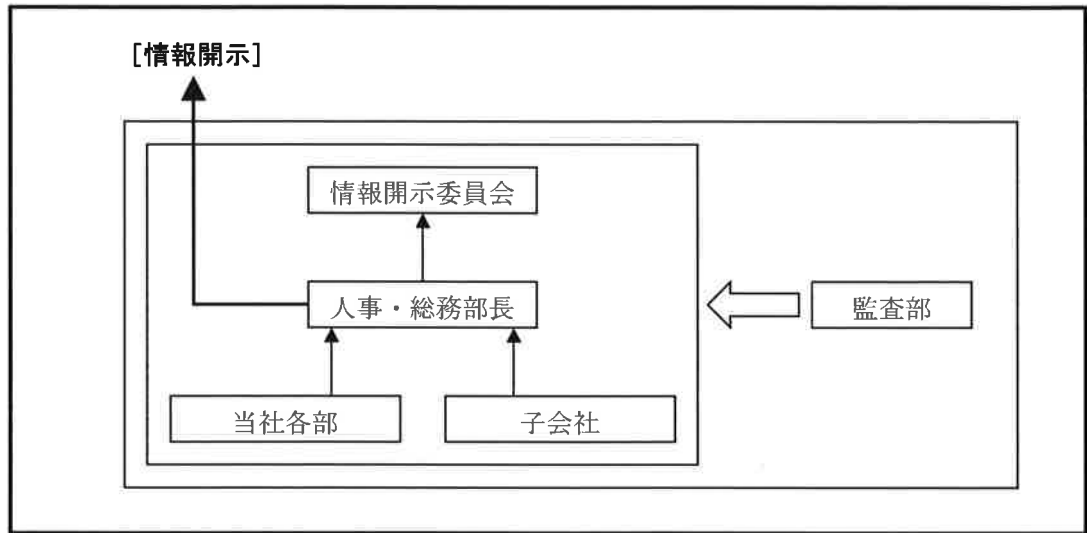 [情報開示]
情報開示委員会
人事・総務部長
監査部
当社各部
子会社